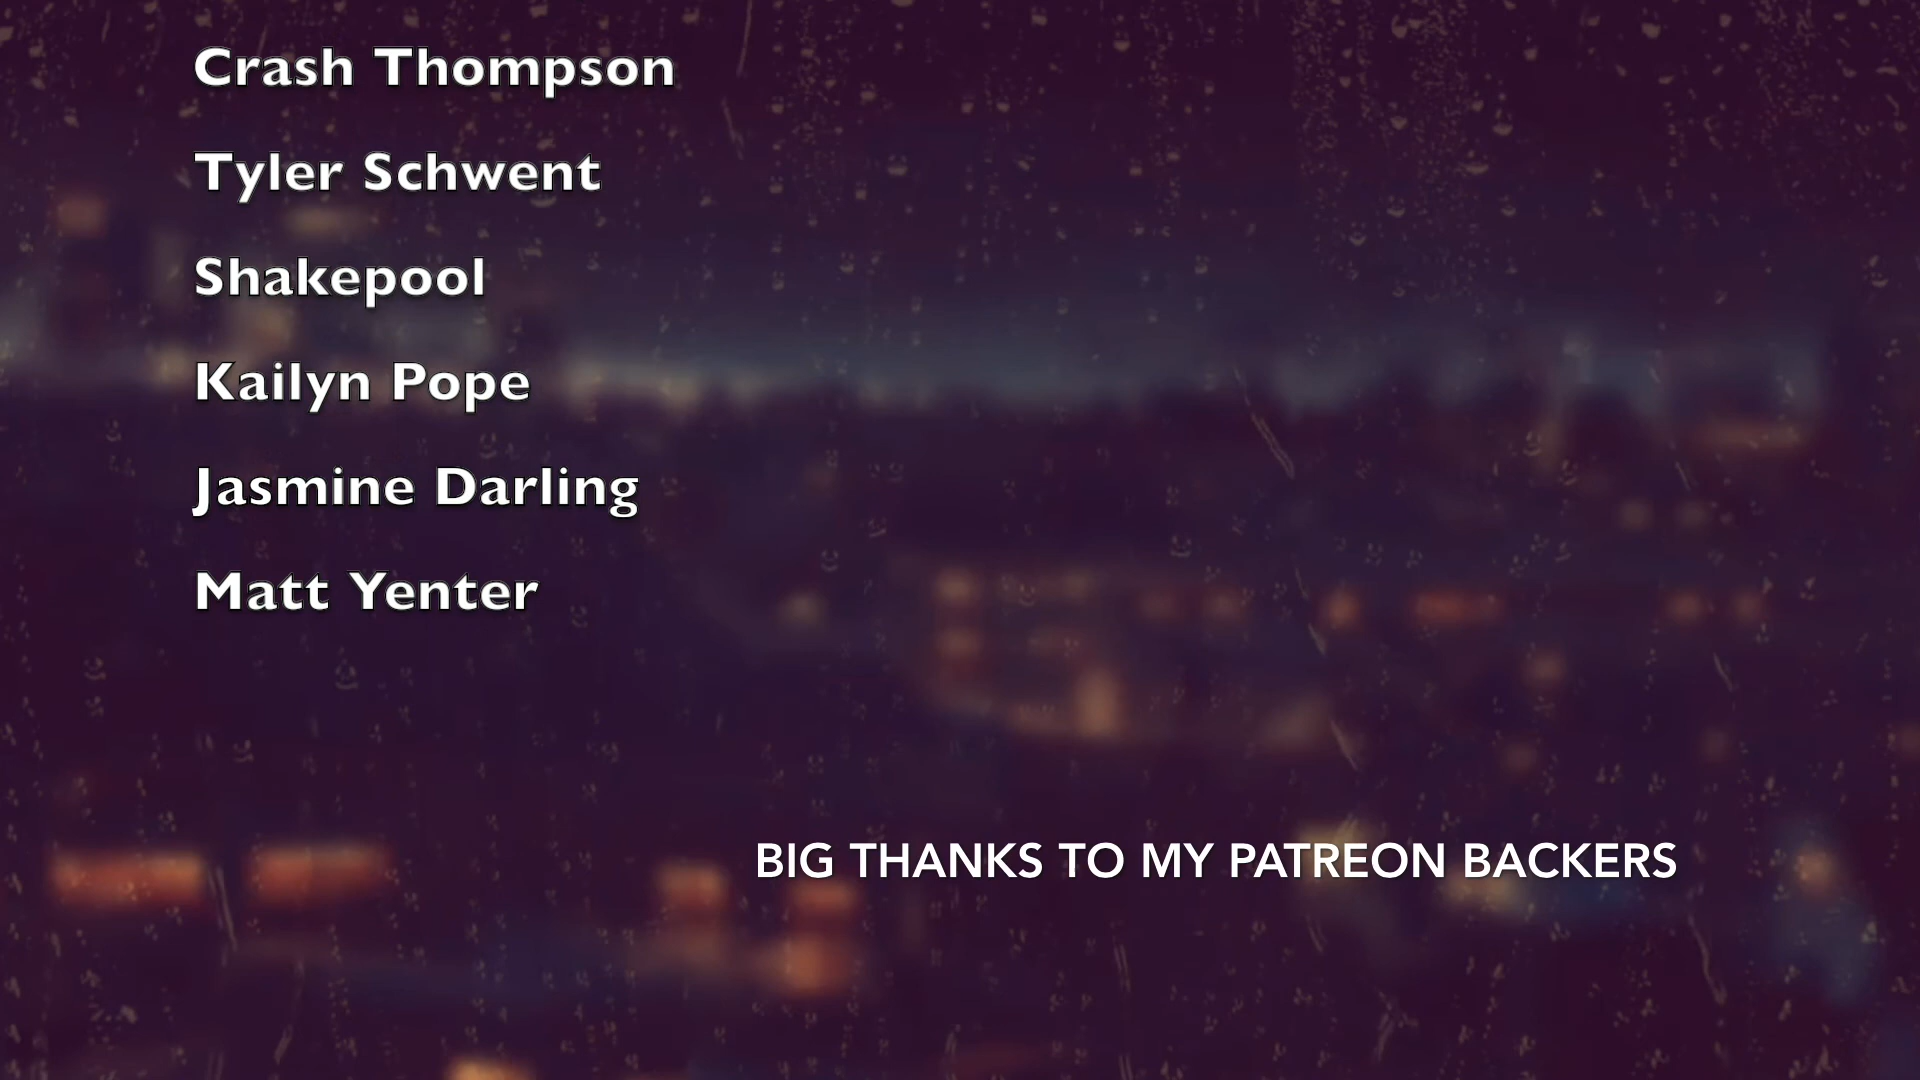 Crash Thompson
Tyler Schwent
Shakepool
Kailyn Pope
Jasmine Darling
Matt Yenter
BIG THANKS TO MY PATREON BACKERS